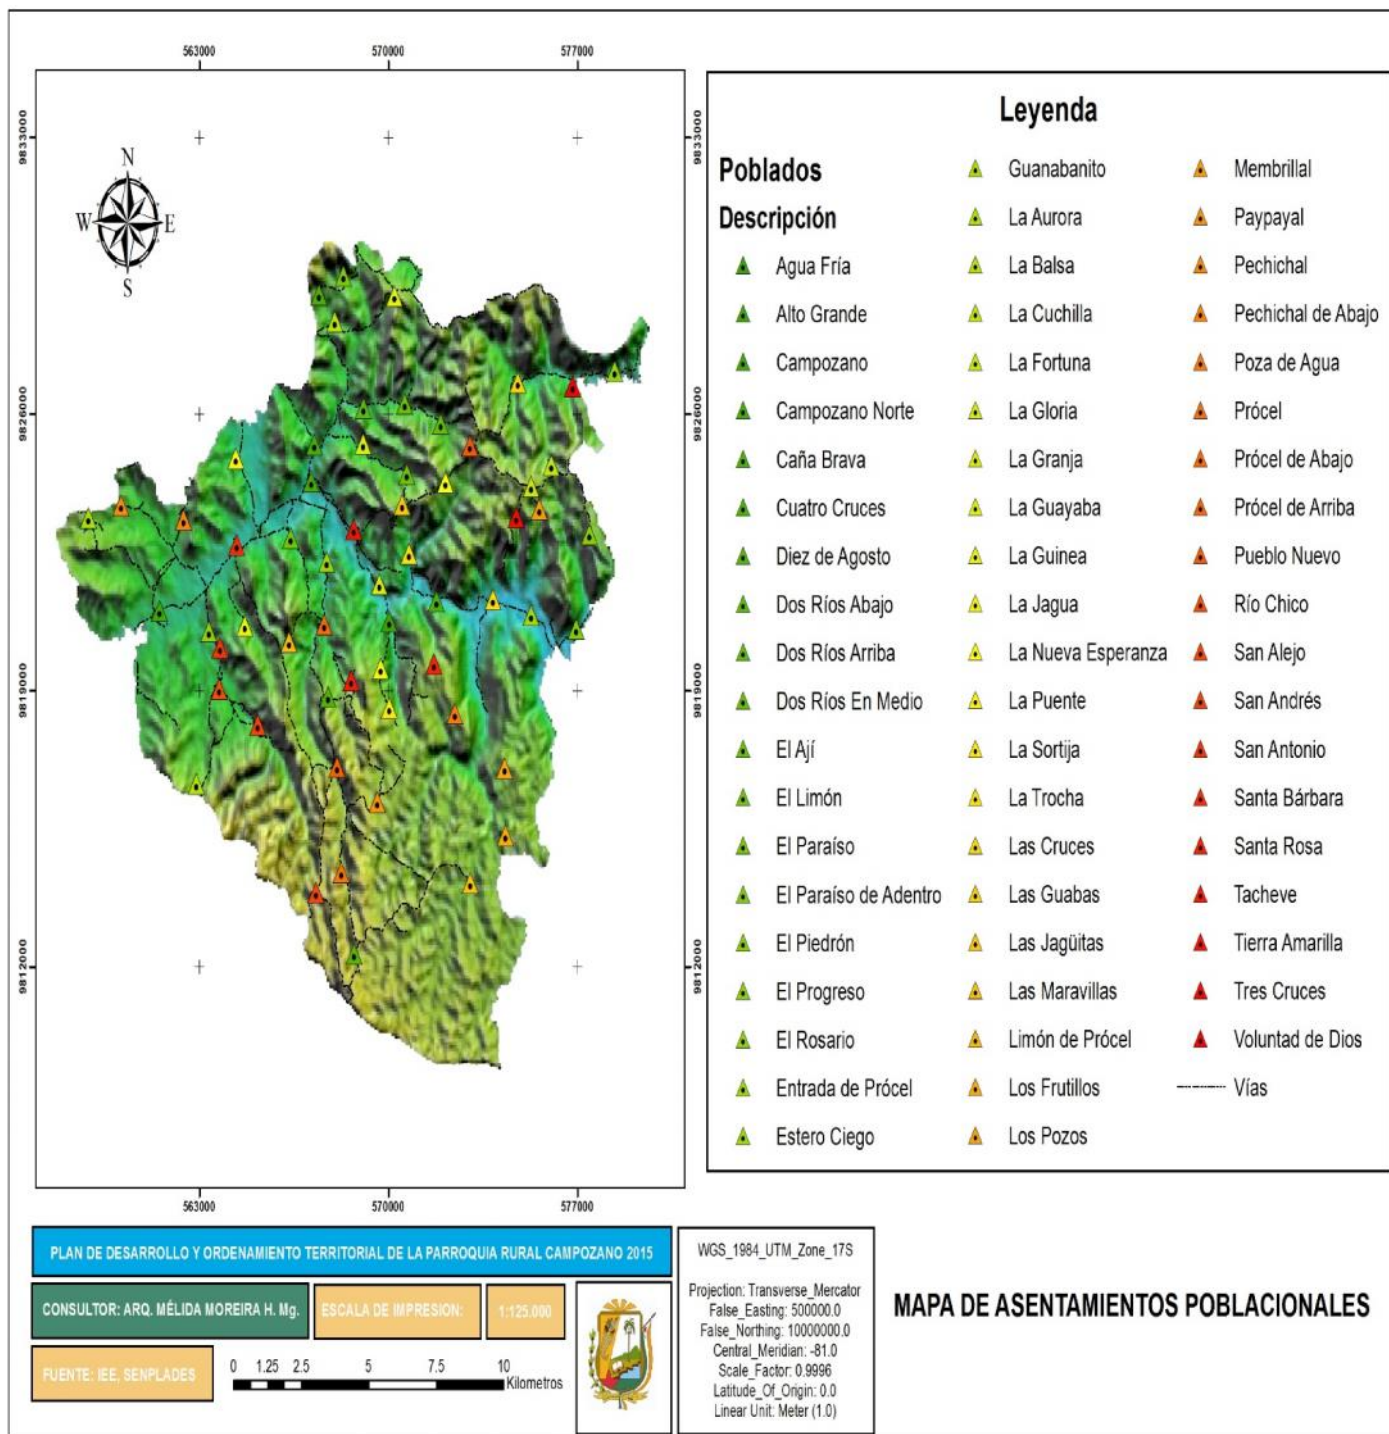 563000
570000
577000
9833000
9833000
N
W
E
S
9826000
9826000
9819000
9819000
9812000
9812000
563000
570000
577000
Leyenda
Poblados
Descripción
Agua Fría
Alto Grande
Campozano
Campozano Norte
Caña Brava
Cuatro Cruces
Diez de Agosto
Dos Ríos Abajo
Dos Ríos Arriba
Dos Ríos En Medio
El Ají
El Limón
El Paraíso
El Paraíso de Adentro
El Piedrón
El Progreso
El Rosario
Entrada de Prócel
Estero Ciego
Guanabanito
La Aurora
La Balsa
La Cuchilla
La Fortuna
La Gloria
La Granja
La Guayaba
La Guinea
La Jagua
La Nueva Esperanza
La Puente
La Sortija
La Trocha
Las Cruces
Las Guabas
Las Jagüitas
Las Maravillas
Limón de Prócel
Los Frutillos
Los Pozos
Membrillal
Paypayal
Pechichal
Pechichal de Abajo
Poza de Agua
Prócel
Prócel de Abajo
Prócel de Arriba
Pueblo Nuevo
Río Chico
San Alejo
San Andrés
San Antonio
Santa Bárbara
Santa Rosa
Tacheve
Tierra Amarilla
Tres Cruces
Voluntad de Dios
Vías
PLAN DE DESARROLLO Y ORDENAMIENTO TERRITORIAL DE LA PARROQUIA RURAL CAMPOZANO 2015
CONSULTOR: ARQ. MÉLIDA MOREIRA H. Mg.
ESCALA DE IMPRESION:
1:125.000
FUENTE: IEE, SENPLADES
0 1.25 2.5 5 7.5 10
Kilometros
WGS_1984_UTM_Zone_17S
Projection: Transverse_Mercator
False_Easting: 500000.0
False_Northing: 10000000.0
Central_Meridian: -81.0
Scale_Factor: 0.9996
Latitude_Of_Origin: 0.0
Linear Unit: Meter (1.0)
MAPA DE ASENTAMIENTOS POBLACIONALES